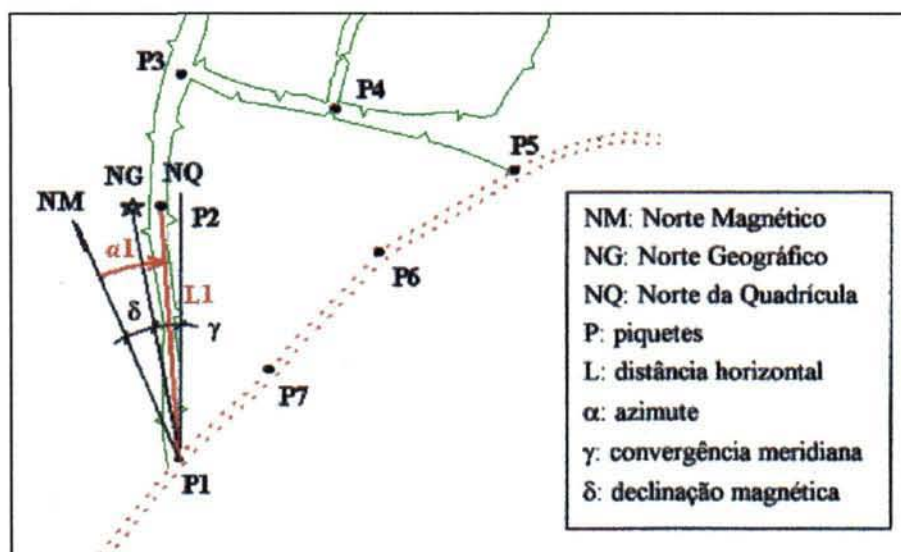 P3
P4
P5
NG
NQ
NM
P2
α1
L1
P6
δ
γ
P7
P1
NM: Norte Magnético
NG: Norte Geográfico
NQ: Norte da Quadrícula
P: piquetes
L: distância horizontal
α: azimute
γ: convergência meridiana
δ: declinação magnética